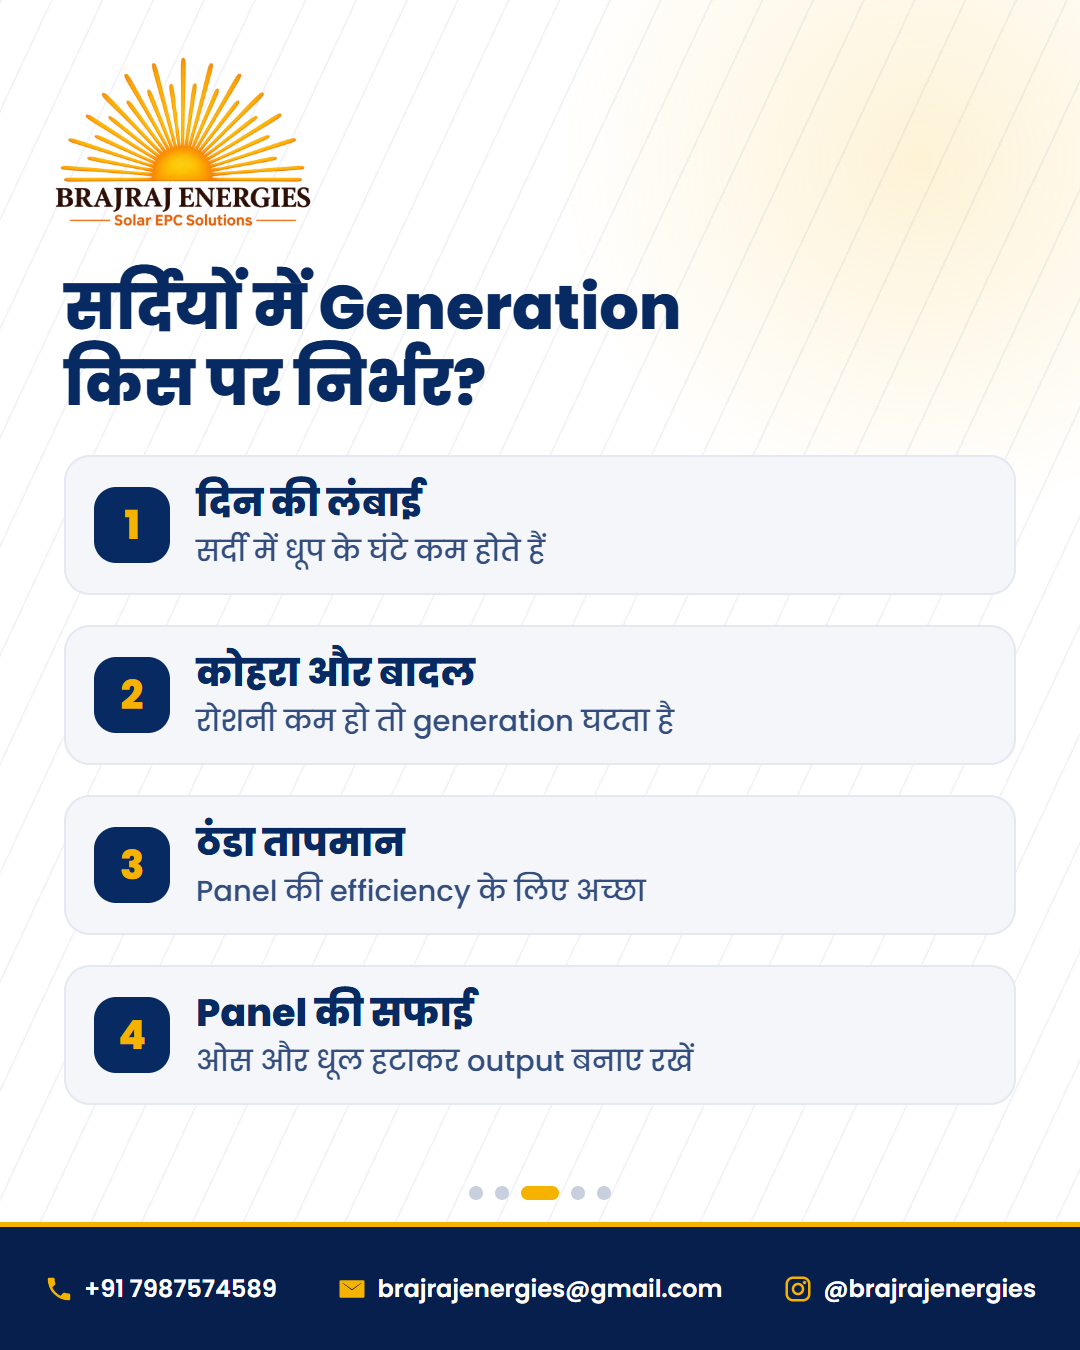 BRAJRAJ ENERGIES
Solar EPC Solutions
सर्दियों में Generation
किस पर निर्भर?
1
दिन की लंबाई
सर्दी में धूप के घंटे कम होते हैं
2
कोहरा और बादल
रोशनी कम हो तो generation घटता है
3
ठंडा तापमान
Panel की efficiency के लिए अच्छा
4
Panel की सफाई
ओस और धूल हटाकर output बनाए रखें
+91 7987574589
brajrajenergies@gmail.com
@brajrajenergies